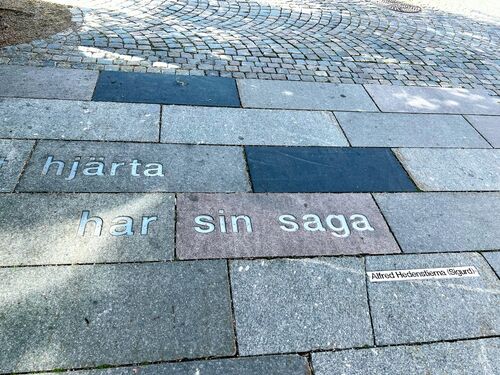 hjärta
har sin saga
Alfred Hedenstierna (Sigurd)